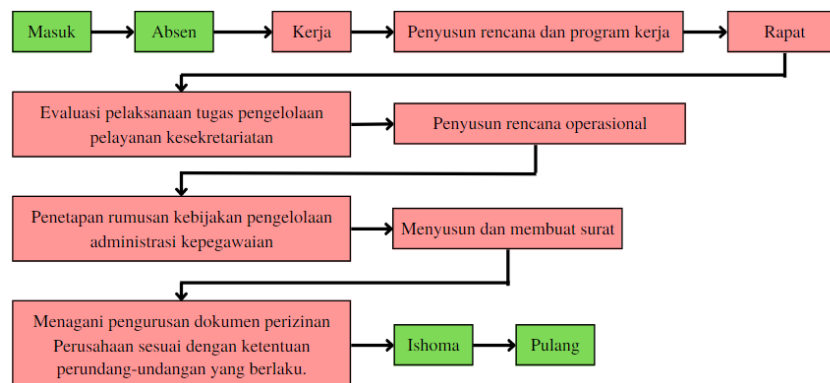 Masuk
Absen
Kerja
Penyusun rencana dan program kerja
Rapat
Evaluasi pelaksanaan tugas pengelolaan
pelayanan kesekretariatan
Penyusun rencana operasional
Penetapan rumusan kebijakan pengelolaan
administrasi kepegawaian
Menyusun dan membuat surat
Menagani pengurusan dokumen perizinan
Perusahaan sesuai dengan ketentuan
perundang-undangan yang berlaku.
Ishoma
Pulang